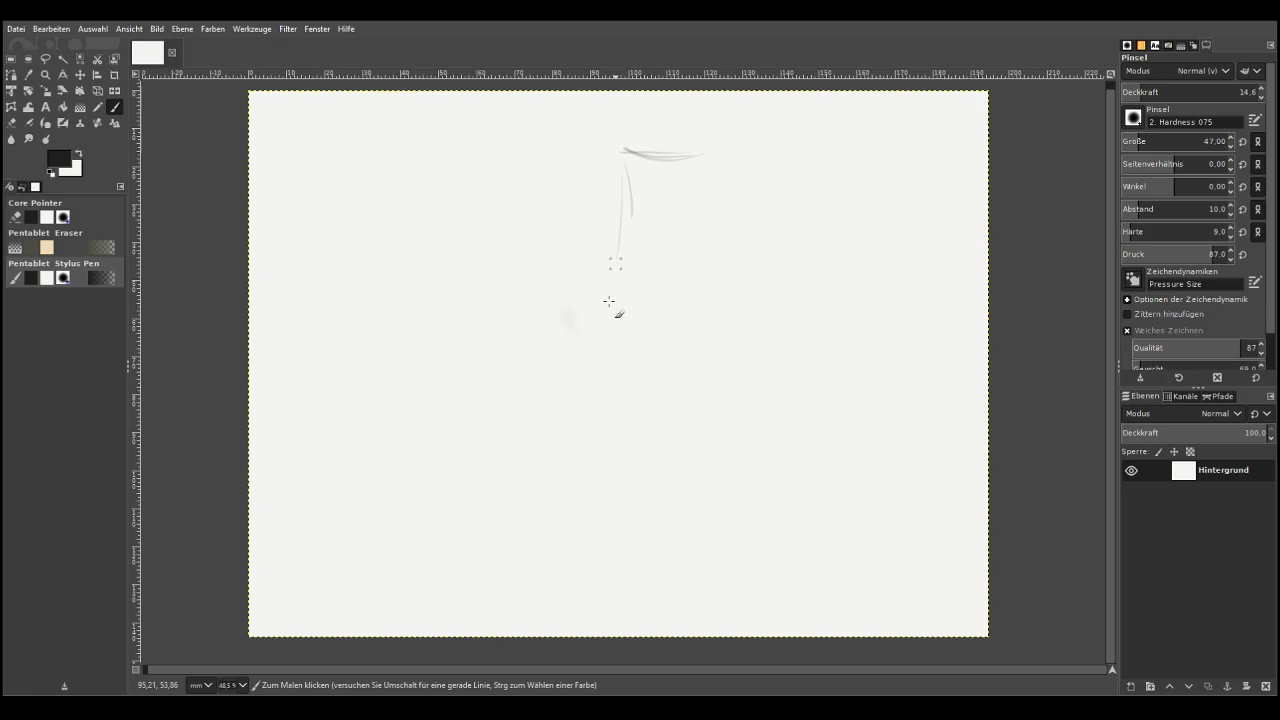 Datei Bearbeiten Auswahl Ansicht Bild Ebene Farben Werkzeuge Filter Fenster Hilfe
Pinsel
Modus Normal (v)
Deckkraft 14,6
Pinsel
2. Hardness 075
Größe 47,00
Seitenverhältnis 0,00
Winkel 0,00
Abstand 10,0
Härte 9,0
Druck 87,0
Zeichendynamiken
Pressure Size
Optionen der Zeichendynamik
Zittern hinzufügen
Weiches Zeichnen
Qualität 87
Core Pointer
Pentablet Eraser
Pentablet Stylus Pen
Ebenen Kanäle Pfade
Modus Normal
Deckkraft 100,0
Sperre:
Hintergrund
95,21, 53,86 mm 48,5 % Zum Malen klicken (versuchen Sie Umschalt für eine gerade Linie, Strg zum Wählen einer Farbe)